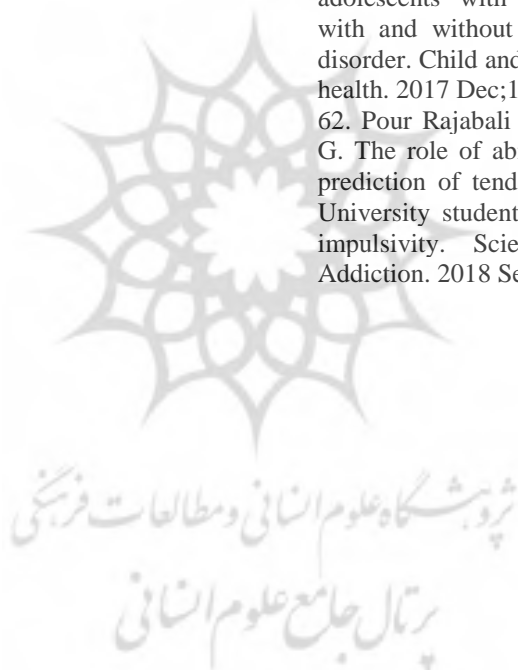 adolescents with
with and without
disorder. Child and
health. 2017 Dec;1
62. Pour Rajabali
G. The role of ab
prediction of tend
University student
impulsivity. Scie
Addiction. 2018 Se
پژوهشگاه علوم انسانی و مطالعات فرهنگی
پرتال جامع علوم انسانی